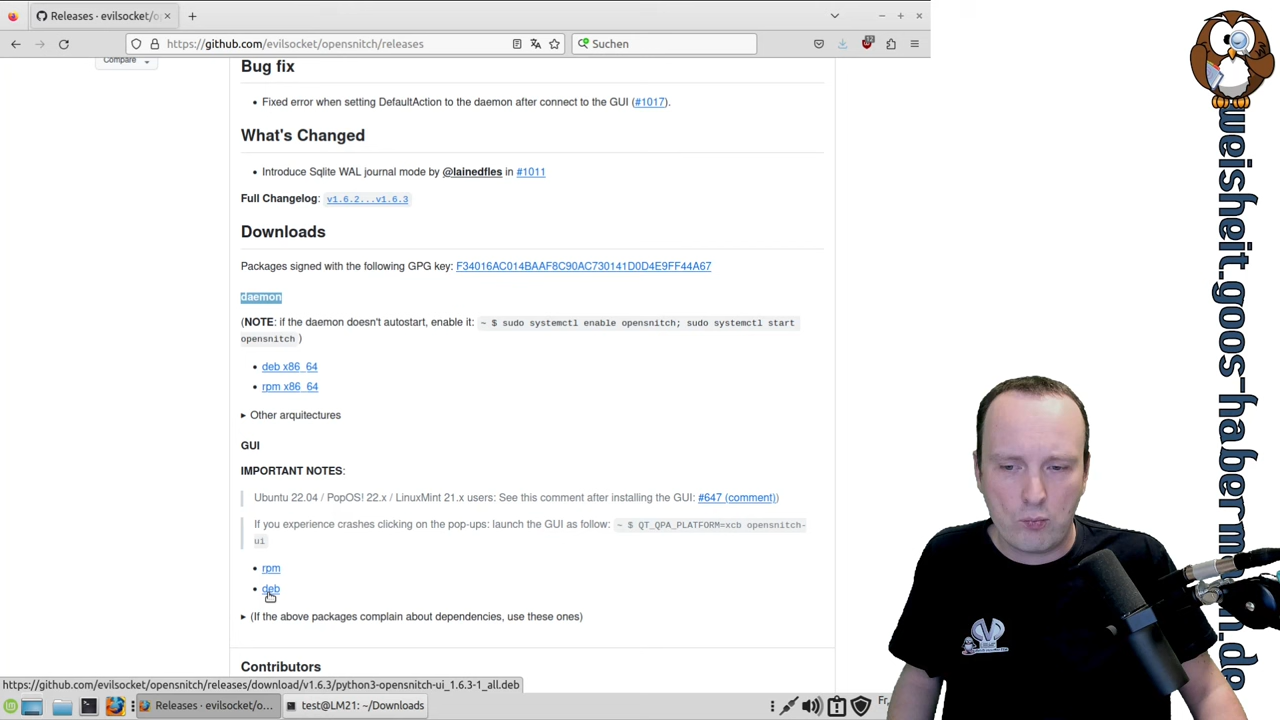 Releases · evilsocket/op
https://github.com/evilsocket/opensnitch/releases
Suchen
Compare
Bug fix
Fixed error when setting DefaultAction to the daemon after connect to the GUI (#1017).
What's Changed
Introduce Sqlite WAL journal mode by @lainedfles in #1011
Full Changelog: v1.6.2...v1.6.3
Downloads
Packages signed with the following GPG key: F34016AC014BAAF8C90AC730141D0D4E9FF44A67
daemon
(NOTE: if the daemon doesn't autostart, enable it: ~ $ sudo systemctl enable opensnitch; sudo systemctl start
opensnitch )
deb x86_64
rpm x86_64
Other arquitectures
GUI
IMPORTANT NOTES:
Ubuntu 22.04 / PopOS! 22.x / LinuxMint 21.x users: See this comment after installing the GUI: #647 (comment))
If you experience crashes clicking on the pop-ups: launch the GUI as follow: ~ $ QT_QPA_PLATFORM=xcb opensnitch-
ui
rpm
deb
(If the above packages complain about dependencies, use these ones)
Contributors
https://github.com/evilsocket/opensnitch/releases/download/v1.6.3/python3-opensnitch-ui_1.6.3-1_all.deb
Releases · evilsocket/o...
test@LM21: ~/Downloads
Fr,
weisheit.goos-habermann.de